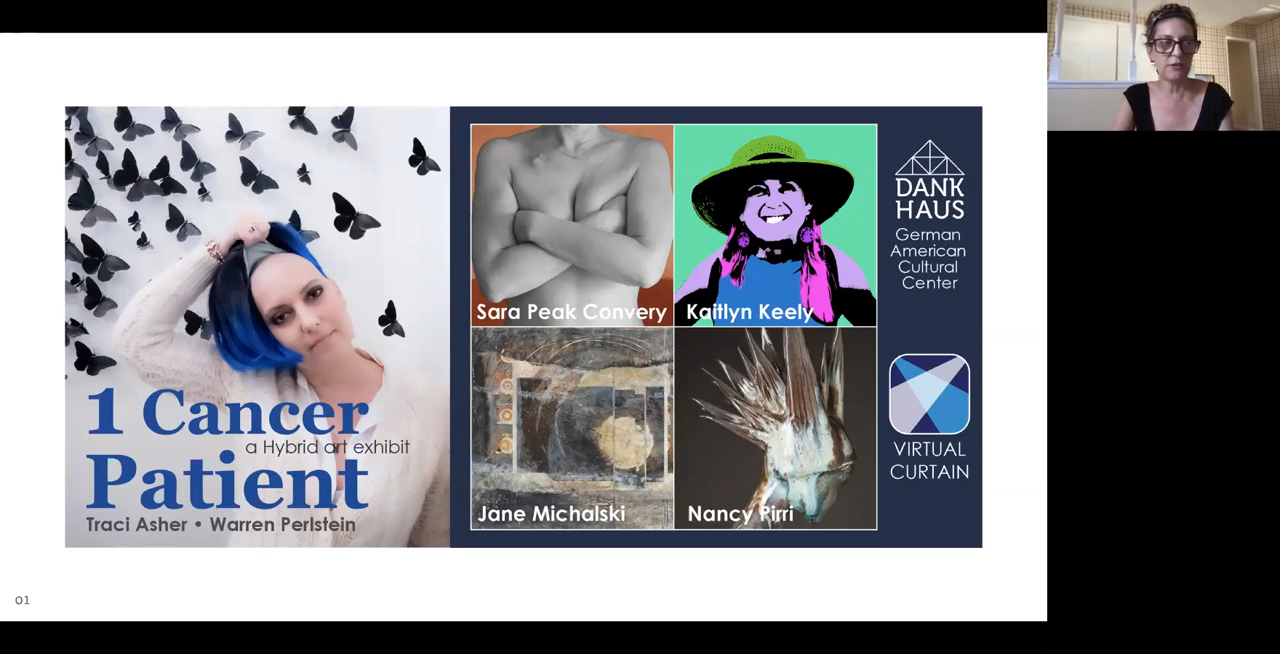 1 Cancer
a Hybrid art exhibit
Patient
Traci Asher • Warren Perlstein
Sara Peak Convery
Kaitlyn Keely
Jane Michalski
Nancy Pirri
DANK
HAUS
German
American
Cultural
Center
VIRTUAL
CURTAIN
01